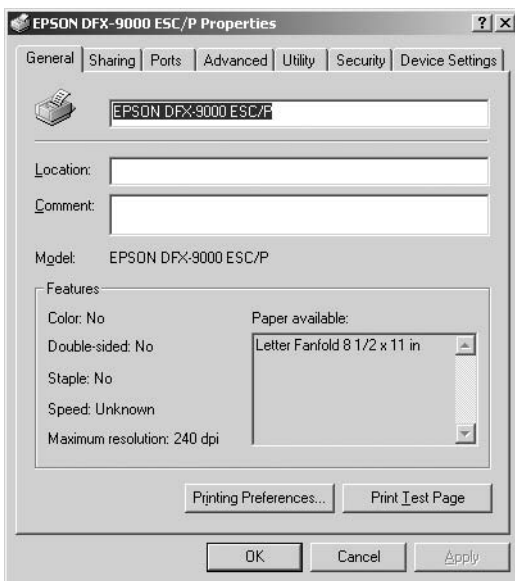 EPSON DFX-9000 ESC/P Properties
General Sharing Ports Advanced Utility Security Device Settings
EPSON DFX-9000 ESC/P
Location:
Comment:
Model: EPSON DFX-9000 ESC/P
Features
Color: No
Paper available:
Double-sided: No
Letter Fanfold 8 1/2 x 11 in
Staple: No
Speed: Unknown
Maximum resolution: 240 dpi
Printing Preferences... Print Test Page
OK Cancel Apply